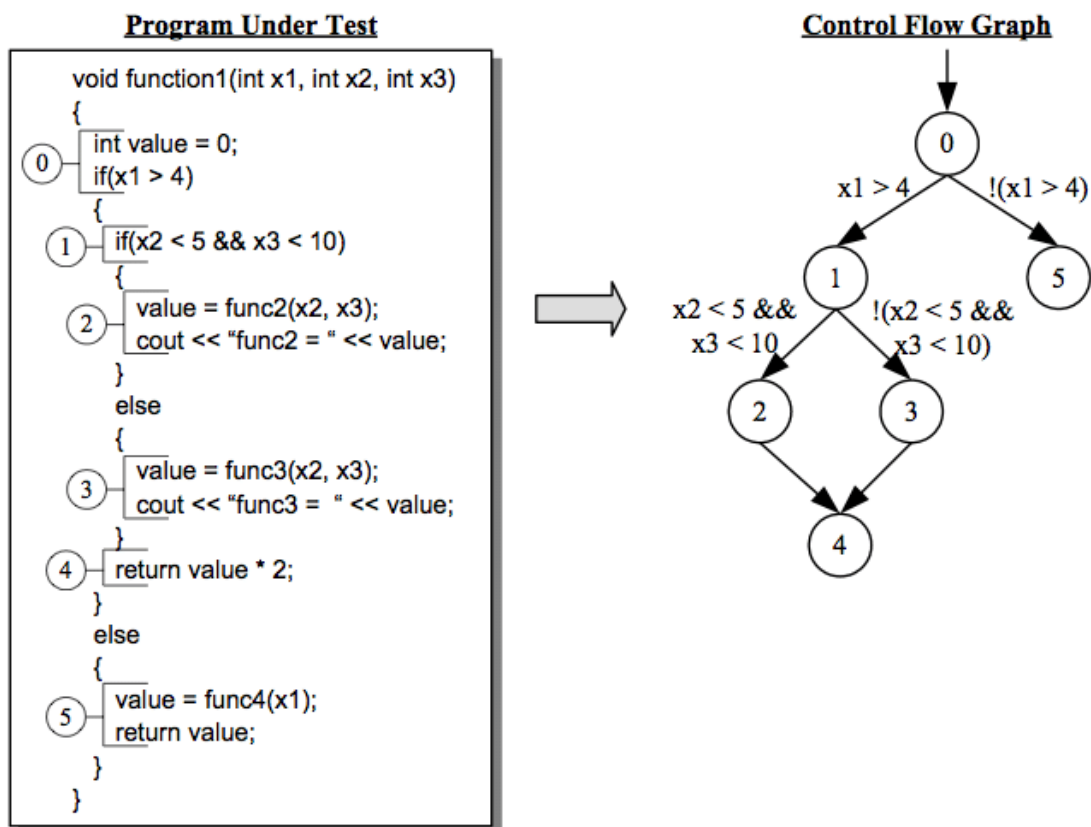 Program Under Test
void function1(int x1, int x2, int x3)
{
0
int value = 0;
if(x1 > 4)
{
1
if(x2 < 5 && x3 < 10)
{
2
value = func2(x2, x3);
cout << “func2 = “ << value;
}
else
{
3
value = func3(x2, x3);
cout << “func3 =  “ << value;
}
4
return value * 2;
}
else
{
5
value = func4(x1);
return value;
}
}
Control Flow Graph
0
x1 > 4
!(x1 > 4)
1
5
x2 < 5 &&
x3 < 10
!(x2 < 5 &&
x3 < 10)
2
3
4